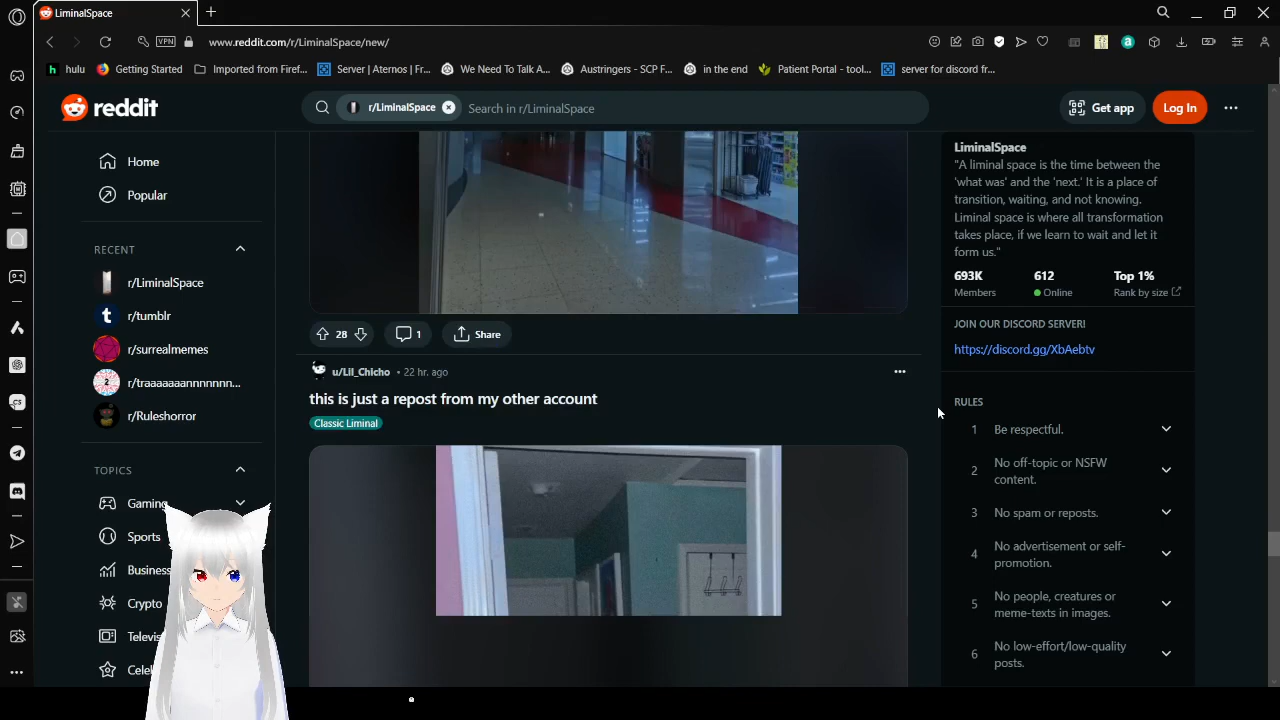 LiminalSpace
VPN
www.reddit.com/r/LiminalSpace/new/
hulu
Getting Started
Imported from Firef...
Server | Aternos | Fr...
We Need To Talk A...
Austringers - SCP F...
in the end
Patient Portal - tool...
server for discord fr...
reddit
r/LiminalSpace
Search in r/LiminalSpace
Get app
Log In
Home
Popular
RECENT
r/LiminalSpace
r/tumblr
r/surrealmemes
r/traaaaaaannnnnnn...
r/Ruleshorror
TOPICS
Gaming
Sports
Business
Crypto
Televis
Celeb
28
1
Share
u/Lil_Chicho • 22 hr. ago
this is just a repost from my other account
Classic Liminal
LiminalSpace
"A liminal space is the time between the
'what was' and the 'next.' It is a place of
transition, waiting, and not knowing.
Liminal space is where all transformation
takes place, if we learn to wait and let it
form us."
693K
Members
612
Online
Top 1%
Rank by size
JOIN OUR DISCORD SERVER!
https://discord.gg/XbAebtv
RULES
1 Be respectful.
2 No off-topic or NSFW
content.
3 No spam or reposts.
4 No advertisement or self-
promotion.
5 No people, creatures or
meme-texts in images.
6 No low-effort/low-quality
posts.